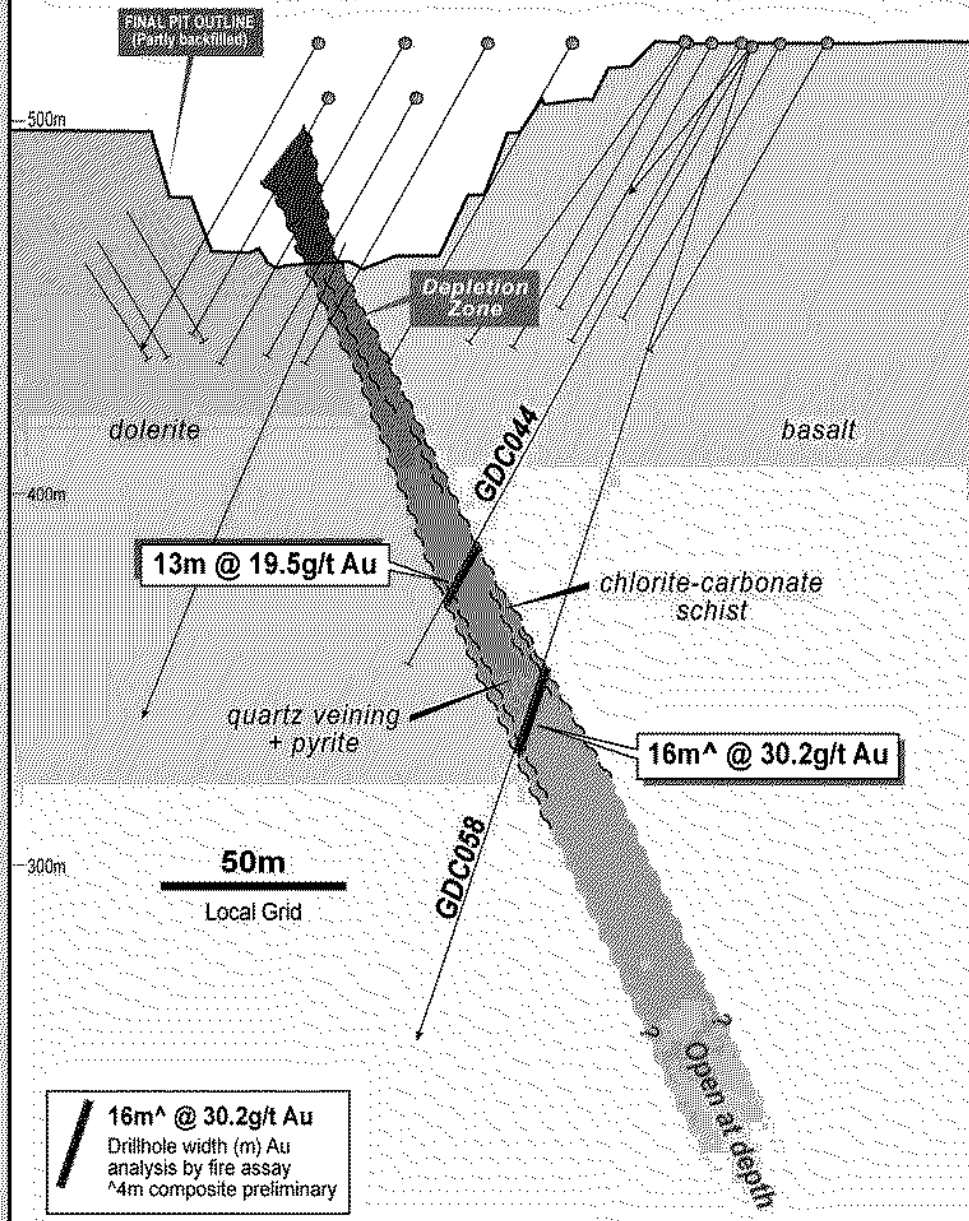 FINAL PIT OUTLINE
(Partly backfilled)
500m
Depletion
Zone
dolerite
basalt
GDC044
400m
13m @ 19.5g/t Au
chlorite-carbonate
schist
quartz veining
+ pyrite
16m^ @ 30.2g/t Au
GDC058
300m
50m
Local Grid
?
?
Open at depth
16m^ @ 30.2g/t Au
Drillhole width (m) Au
analysis by fire assay
^4m composite preliminary